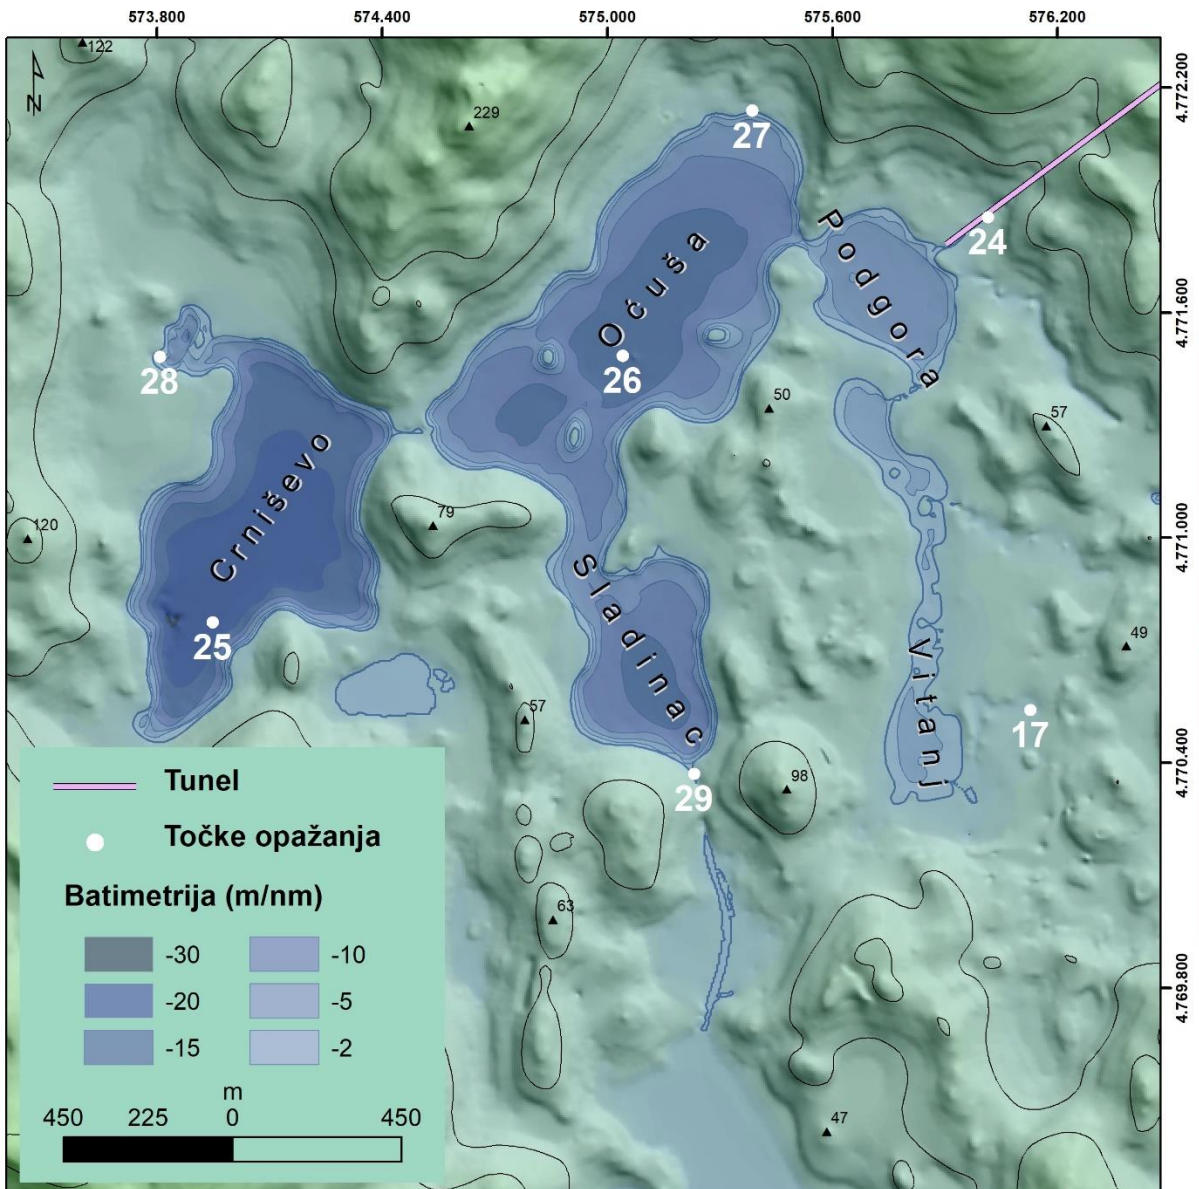 573.800 574.400 575.000 575.600 576.200
4.772.200
122
N
229
27
24
Podgora
Oćuša
4.771.600
28
26
50
57
Crniševo
79
120
4.771.000
Sladinac
25
49
Vitanj
57
17
4.770.400
29
98
Tunel
Točke opažanja
63
Batimetrija (m/nm)
-30 -10
-20 -5
-15 -2
4.769.800
m
450 225 0 450
47